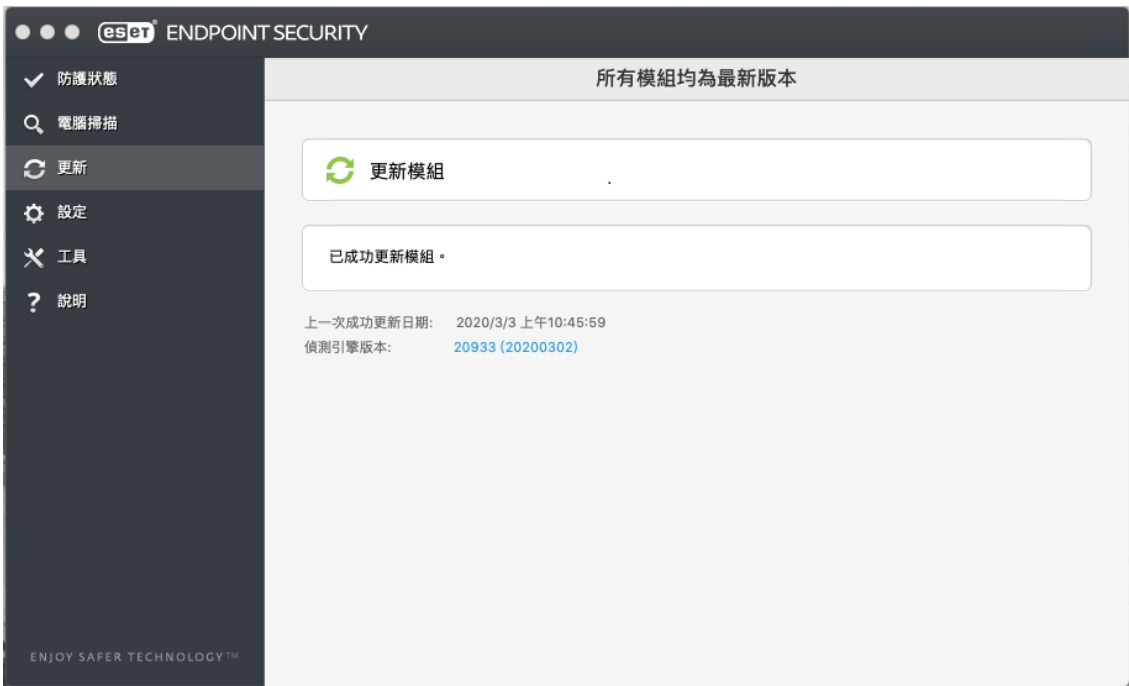 eset ENDPOINT SECURITY
防護狀態
電腦掃描
更新
設定
工具
說明
ENJOY SAFER TECHNOLOGY™
所有模組均為最新版本
更新模組
已成功更新模組。
上一次成功更新日期: 2020/3/3 上午10:45:59
偵測引擎版本: 20933 (20200302)